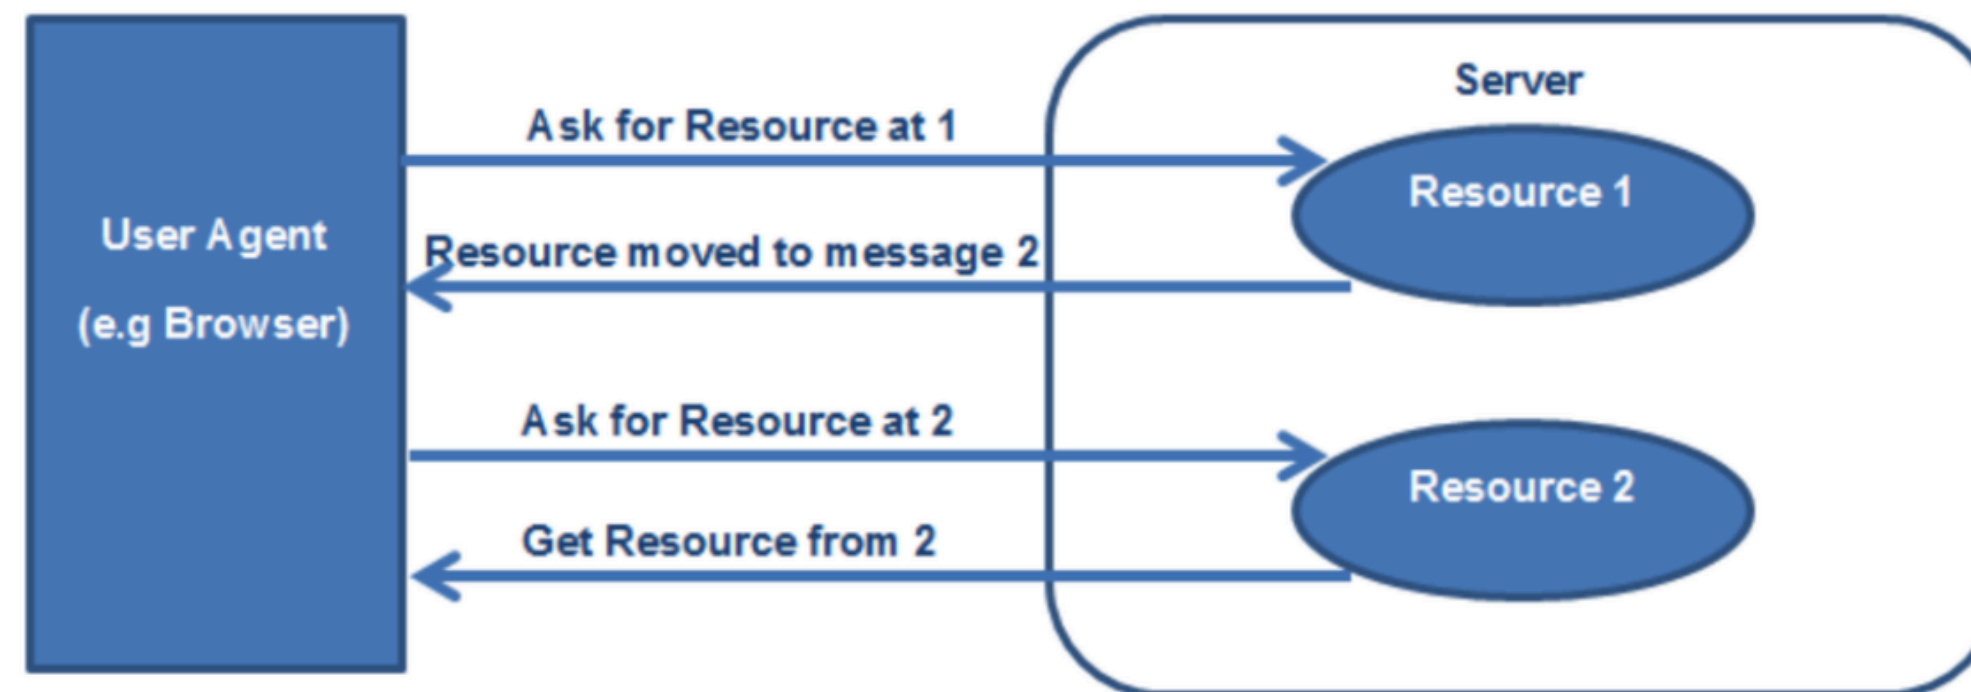 Server
Ask for Resource at 1
Resource 1
User Agent
(e.g Browser)
Resource moved to message 2
Ask for Resource at 2
Resource 2
Get Resource from 2